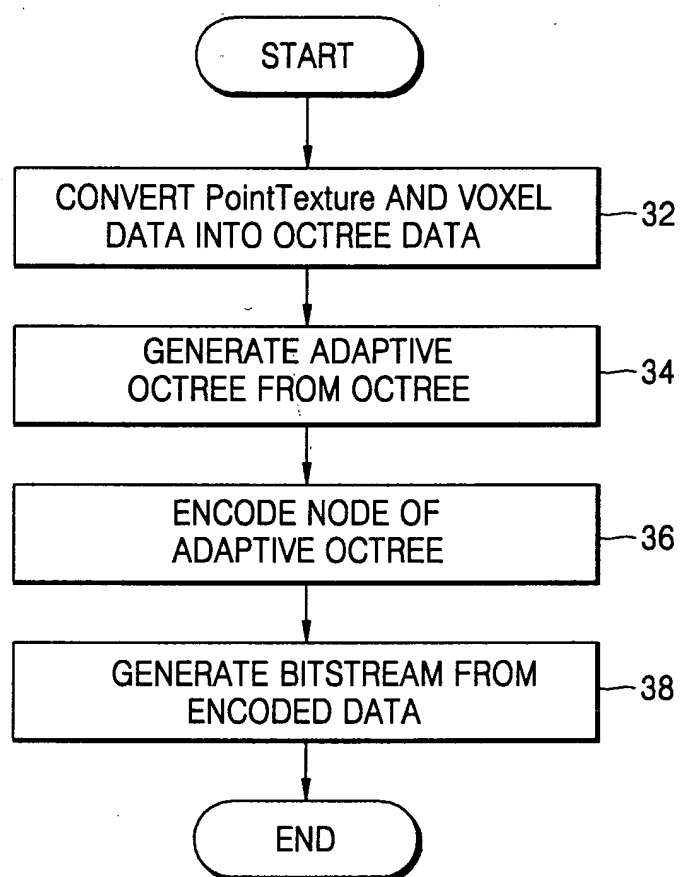 START
CONVERT PointTexture AND VOXEL
DATA INTO OCTREE DATA
32
GENERATE ADAPTIVE
OCTREE FROM OCTREE
34
ENCODE NODE OF
ADAPTIVE OCTREE
36
GENERATE BITSTREAM FROM
ENCODED DATA
38
END